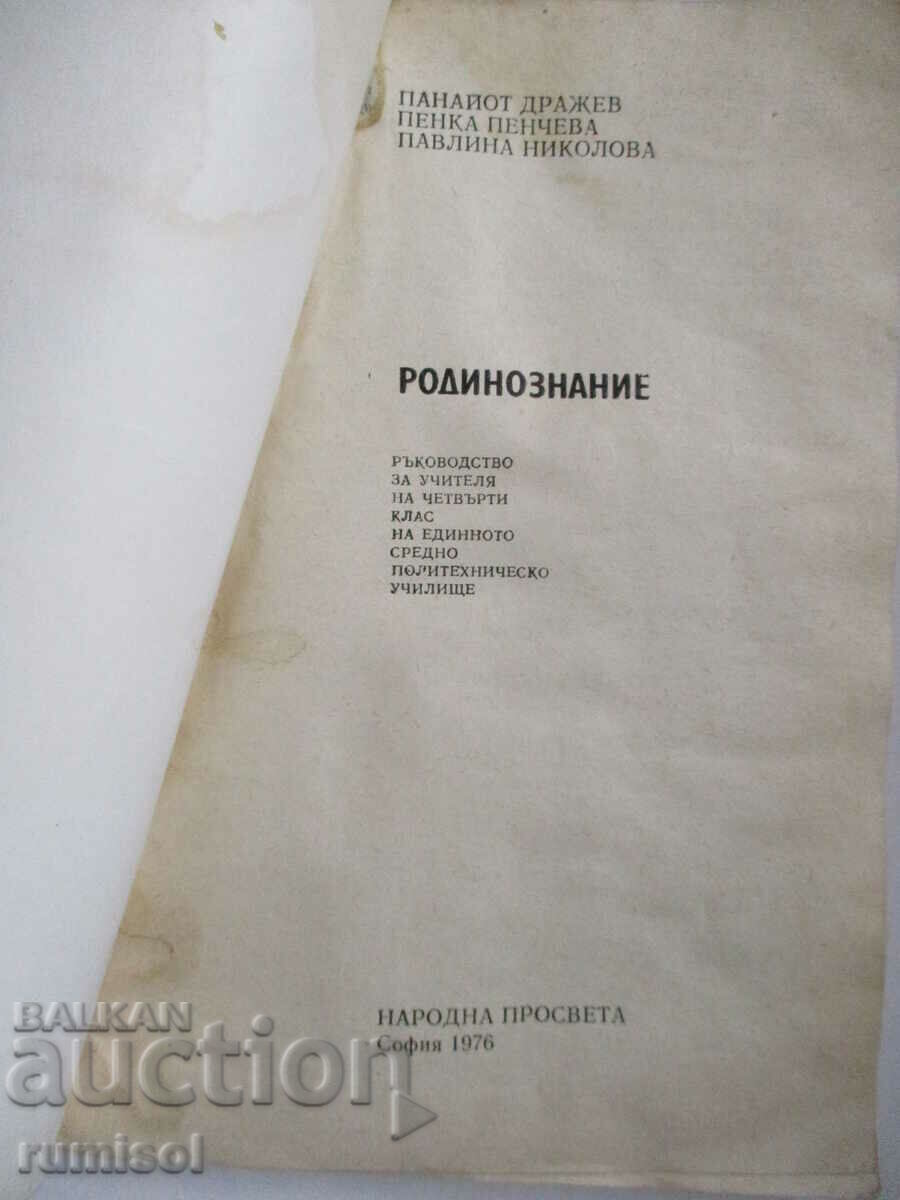 ПАНАЙОТ ДРАЖЕВ
ПЕНКА ПЕНЧЕВА
ПАВЛИНА НИКОЛОВА
РОДИНОЗНАНИЕ
РЪКОВОДСТВО
ЗА УЧИТЕЛЯ
НА ЧЕТВЪРТИ
КЛАС
НА ЕДИННОТО
СРЕДНО
ПОЛИТЕХНИЧЕСКО
УЧИЛИЩЕ
НАРОДНА ПРОСВЕТА
София 1976
BALKAN
auction
rumisol